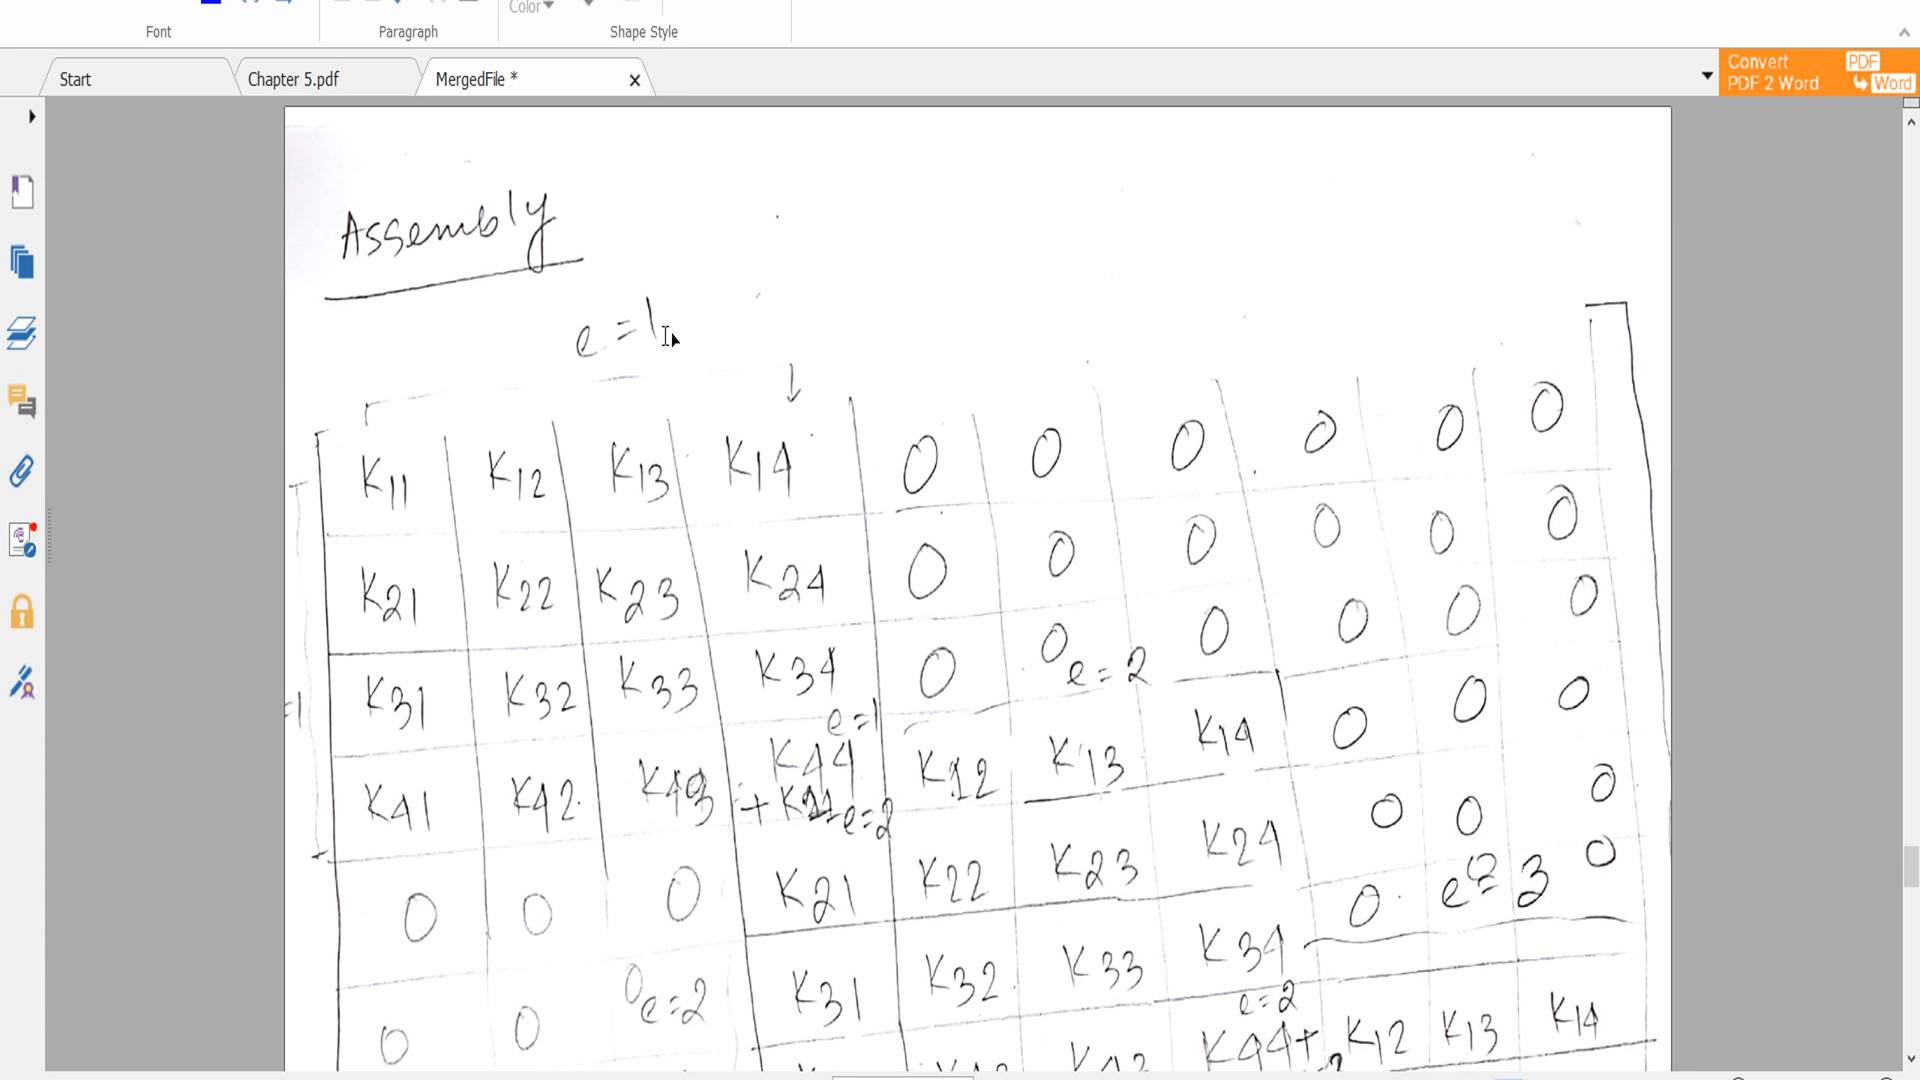 Color
Font Paragraph Shape Style
Start Chapter 5.pdf MergedFile * x
Convert PDF
PDF 2 Word Word
Assembly
e = 1
K11 K12 K13 K14 0 0 0 0 0 0
K21 K22 K23 K24 0 0 0 0 0 0
K31 K32 K33 K34 0 0 0 0 0 0
=1
e=1
e=2
K41 K42 K43 K44 K12 K13 K14 0 0 0
+ K11 e=2
0 0 0 K21 K22 K23 K24 0 0 0
0 0 0 K31 K32 K33 K34 0 0
e=2
e=3
e=2
K44+ K12 K13 K14